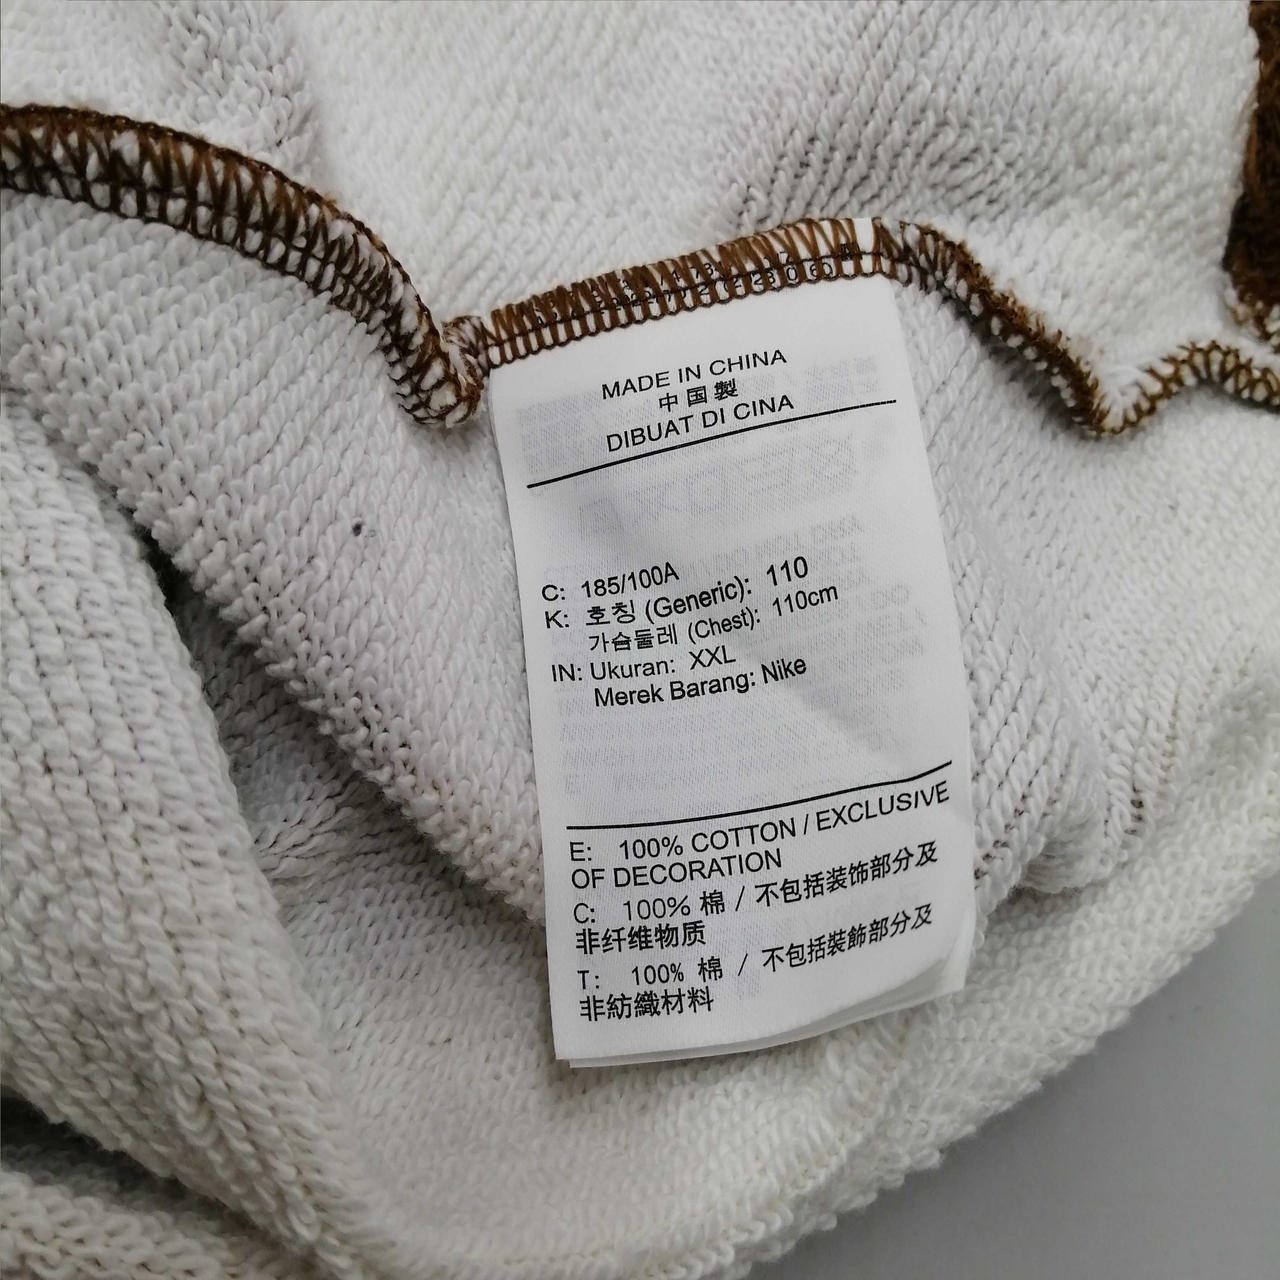 MADE IN CHINA
中国製
DIBUAT DI CINA
C: 185/100A
K: 호칭 (Generic): 110
가슴둘레 (Chest): 110cm
IN: Ukuran: XXL
Merek Barang: Nike
E: 100% COTTON / EXCLUSIVE
OF DECORATION
C: 100% 棉 / 不包括装饰部分及
非纤维物质
T: 100% 棉 / 不包括裝飾部分及
非紡織材料